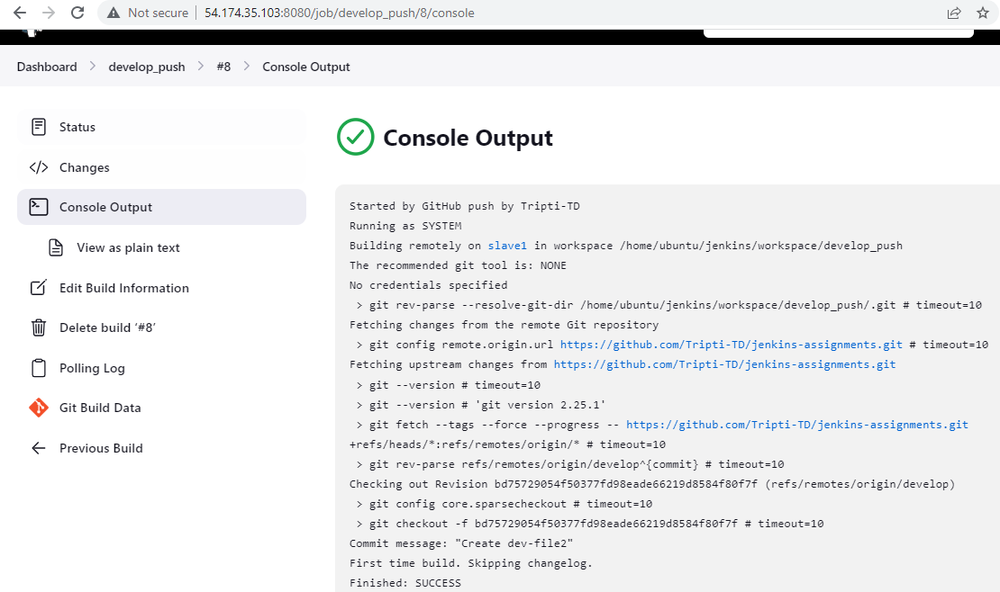 Not secure | 54.174.35.103:8080/job/develop_push/8/console
Dashboard > develop_push > #8 > Console Output
Status
Changes
Console Output
View as plain text
Edit Build Information
Delete build ‘#8’
Polling Log
Git Build Data
Previous Build
Console Output
Started by GitHub push by Tripti-TD
Running as SYSTEM
Building remotely on slave1 in workspace /home/ubuntu/jenkins/workspace/develop_push
The recommended git tool is: NONE
No credentials specified
> git rev-parse --resolve-git-dir /home/ubuntu/jenkins/workspace/develop_push/.git # timeout=10
Fetching changes from the remote Git repository
> git config remote.origin.url https://github.com/Tripti-TD/jenkins-assignments.git # timeout=10
Fetching upstream changes from https://github.com/Tripti-TD/jenkins-assignments.git
> git --version # timeout=10
> git --version # 'git version 2.25.1'
> git fetch --tags --force --progress -- https://github.com/Tripti-TD/jenkins-assignments.git
+refs/heads/*:refs/remotes/origin/* # timeout=10
> git rev-parse refs/remotes/origin/develop^{commit} # timeout=10
Checking out Revision bd75729054f50377fd98eade66219d8584f80f7f (refs/remotes/origin/develop)
> git config core.sparsecheckout # timeout=10
> git checkout -f bd75729054f50377fd98eade66219d8584f80f7f # timeout=10
Commit message: "Create dev-file2"
First time build. Skipping changelog.
Finished: SUCCESS